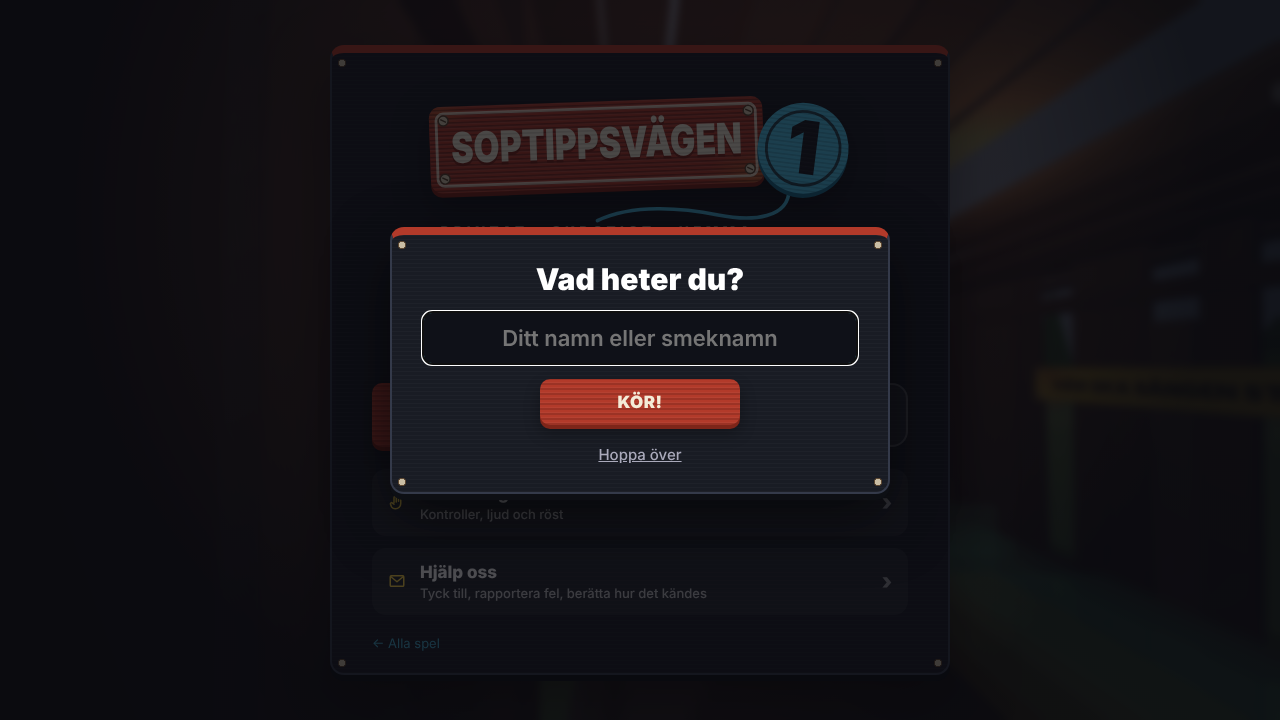 SOPTIPPSVÄGEN 1
Vad heter du?
Ditt namn eller smeknamn
KÖR!
Hoppa över
Kontroller, ljud och röst
Hjälp oss
Tyck till, rapportera fel, berätta hur det kändes
← Alla spel